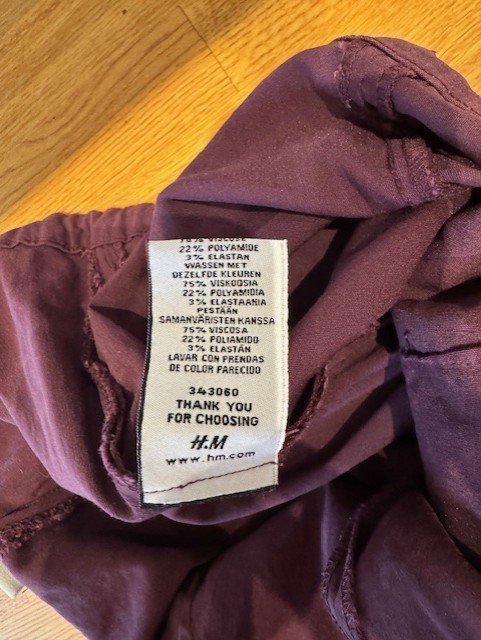 22% POLYAMIDE
3% ELASTAN
WASSEN MET
DEZELFDE KLEUREN
75% VISKOOSIA
22% POLYAMIDIA
3% ELASTAANIA
PESTÄÄN
SAMANVÄRISTEN KANSSA
75% VISCOSA
22% POLIAMIDO
3% ELASTÁN
LAVAR CON PRENDAS
DE COLOR PARECIDO
343060
THANK YOU
FOR CHOOSING
H.M
www.hm.com